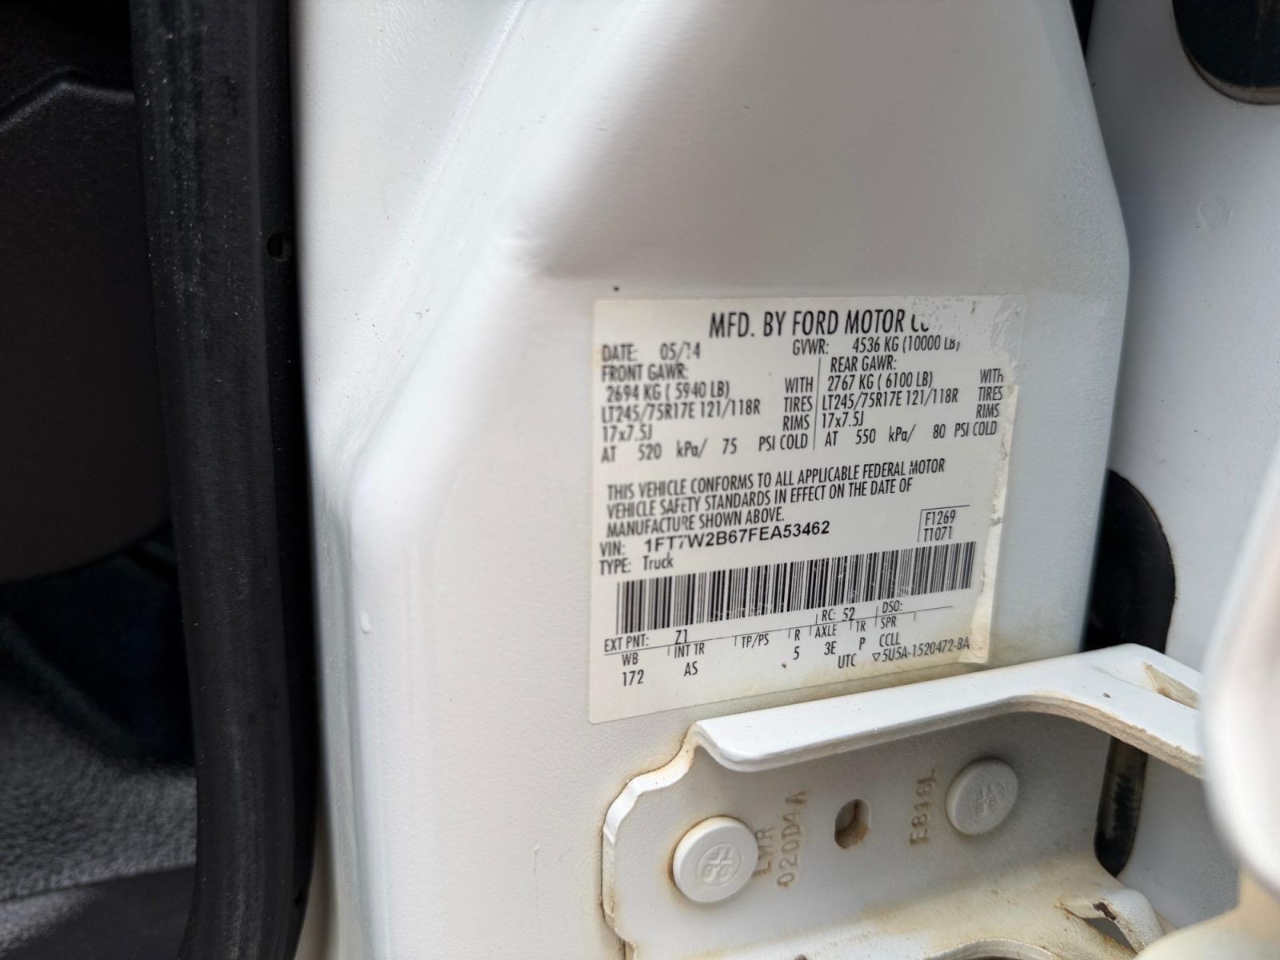 MFD. BY FORD MOTOR
DATE: 05/14 GVWR: 4536 KG (10000 LB)
FRONT GAWR: REAR GAWR:
2694 KG ( 5940 LB) WITH 2767 KG ( 6100 LB) WITH
LT245/75R17E 121/118R TIRES LT245/75R17E 121/118R TIRES
17x7.5J RIMS 17x7.5J RIMS
AT 520 kPa/ 75 PSI COLD AT 550 kPa/ 80 PSI COLD
THIS VEHICLE CONFORMS TO ALL APPLICABLE FEDERAL MOTOR
VEHICLE SAFETY STANDARDS IN EFFECT ON THE DATE OF
MANUFACTURE SHOWN ABOVE.
VIN: 1FT7W2B67FEA53462 F1269
TYPE: Truck T1071
EXT PNT: Z1 RC: 52 DSO:
WB INT TR TP/PS R AXLE TR SPR
172 AS 5 3E P CCLL
UTC ▽5U5A-1520472-BA
020D4A
E816L